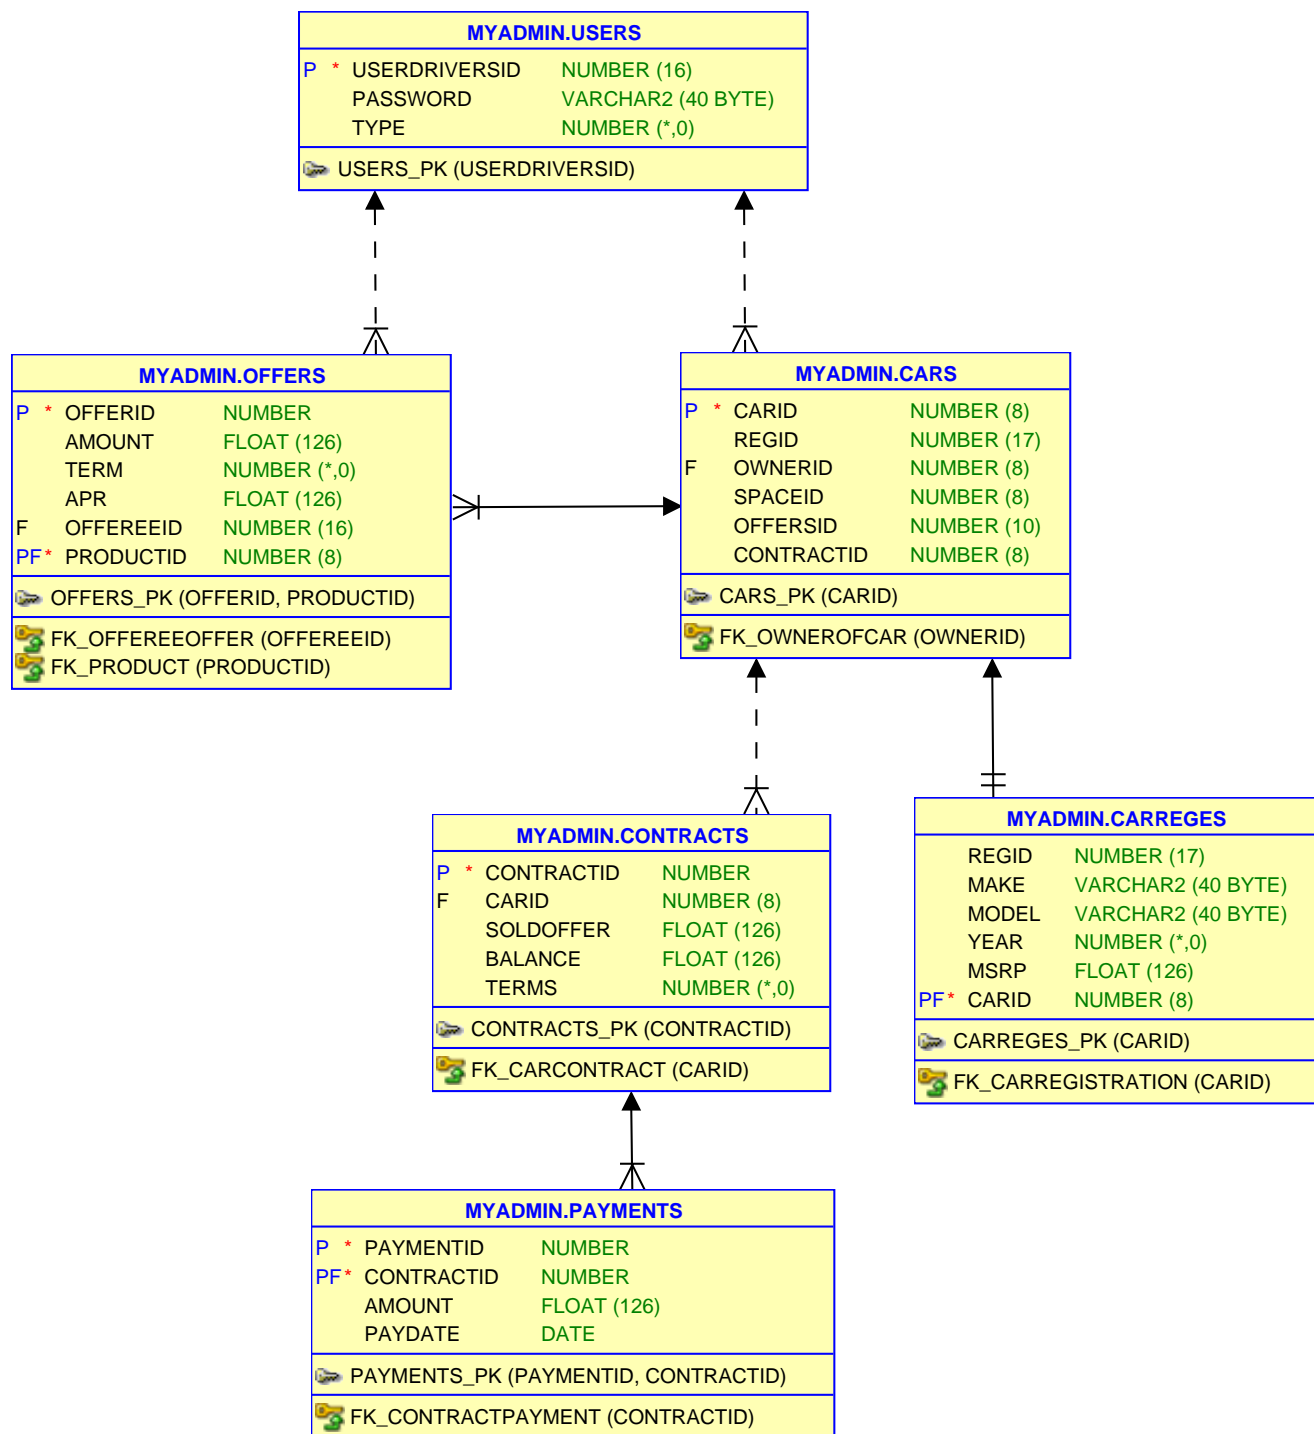 MYADMIN.USERS
P * USERDRIVERSID NUMBER (16)
PASSWORD VARCHAR2 (40 BYTE)
TYPE NUMBER (*,0)
USERS_PK (USERDRIVERSID)
MYADMIN.OFFERS
P * OFFERID NUMBER
AMOUNT FLOAT (126)
TERM NUMBER (*,0)
APR FLOAT (126)
F OFFEREEID NUMBER (16)
PF* PRODUCTID NUMBER (8)
OFFERS_PK (OFFERID, PRODUCTID)
FK_OFFEREEOFFER (OFFEREEID)
FK_PRODUCT (PRODUCTID)
MYADMIN.CARS
P * CARID NUMBER (8)
REGID NUMBER (17)
F OWNERID NUMBER (8)
SPACEID NUMBER (8)
OFFERSID NUMBER (10)
CONTRACTID NUMBER (8)
CARS_PK (CARID)
FK_OWNEROFCAR (OWNERID)
MYADMIN.CONTRACTS
P * CONTRACTID NUMBER
F CARID NUMBER (8)
SOLDOFFER FLOAT (126)
BALANCE FLOAT (126)
TERMS NUMBER (*,0)
CONTRACTS_PK (CONTRACTID)
FK_CARCONTRACT (CARID)
MYADMIN.CARREGES
REGID NUMBER (17)
MAKE VARCHAR2 (40 BYTE)
MODEL VARCHAR2 (40 BYTE)
YEAR NUMBER (*,0)
MSRP FLOAT (126)
PF* CARID NUMBER (8)
CARREGES_PK (CARID)
FK_CARREGISTRATION (CARID)
MYADMIN.PAYMENTS
P * PAYMENTID NUMBER
PF* CONTRACTID NUMBER
AMOUNT FLOAT (126)
PAYDATE DATE
PAYMENTS_PK (PAYMENTID, CONTRACTID)
FK_CONTRACTPAYMENT (CONTRACTID)